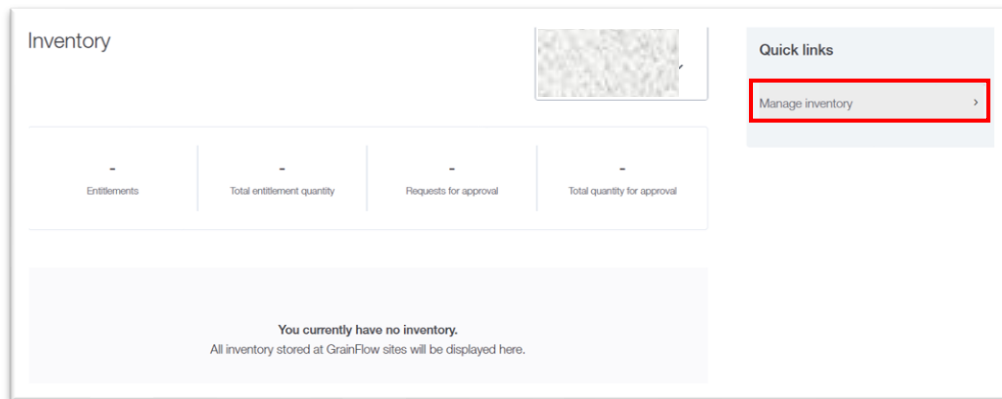 Inventory
Quick links
Manage inventory
-
-
-
-
Entitlements
Total entitlement quantity
Requests for approval
Total quantity for approval
You currently have no inventory.
All inventory stored at GrainFlow sites will be displayed here.